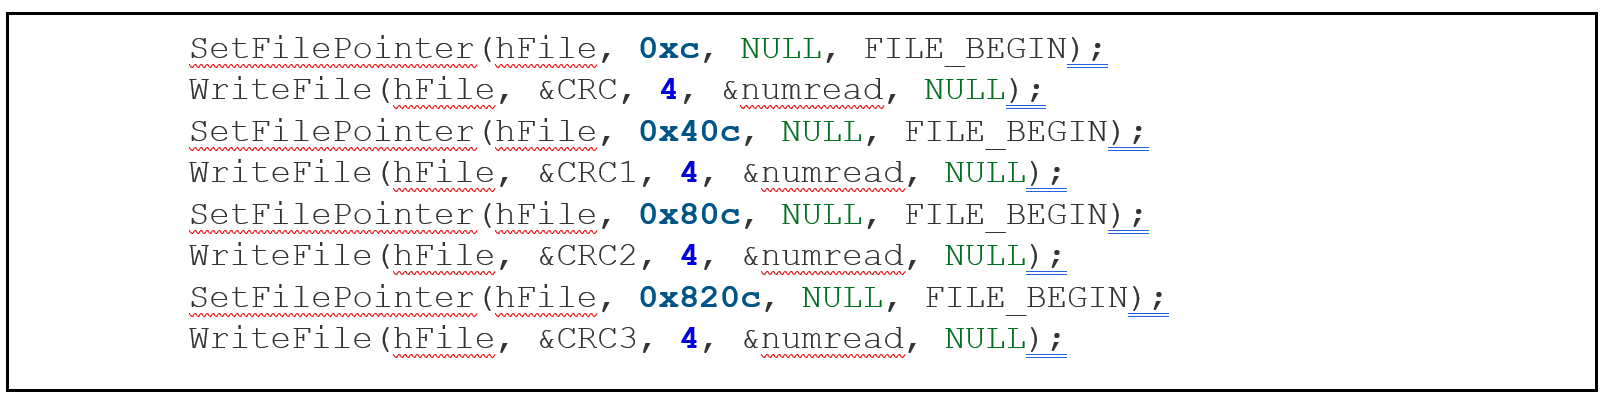 SetFilePointer(hFile, 0xc, NULL, FILE_BEGIN);
WriteFile(hFile, &CRC, 4, &numread, NULL);
SetFilePointer(hFile, 0x40c, NULL, FILE_BEGIN);
WriteFile(hFile, &CRC1, 4, &numread, NULL);
SetFilePointer(hFile, 0x80c, NULL, FILE_BEGIN);
WriteFile(hFile, &CRC2, 4, &numread, NULL);
SetFilePointer(hFile, 0x820c, NULL, FILE_BEGIN);
WriteFile(hFile, &CRC3, 4, &numread, NULL);